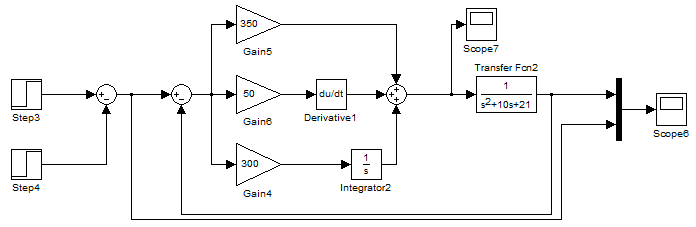 350
Gain5
Scope7
Step3
50
Gain6
du/dt
Derivative1
Transfer Fcn2
1
s²+10s+21
Scope6
Step4
300
Gain4
1
s
Integrator2